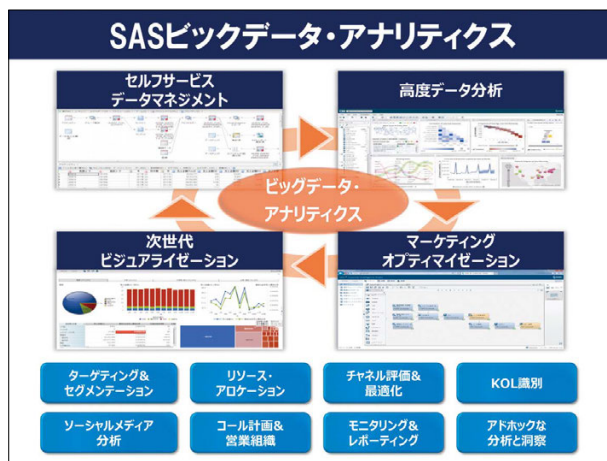 SASビックデータ・アナリティクス
セルフサービス
データマネジメント
高度データ分析
ビッグデータ・
アナリティクス
次世代
ビジュアライゼーション
マーケティング
オプティマイゼーション
ターゲティング&
セグメンテーション
リソース・
アロケーション
チャネル評価&
最適化
KOL識別
ソーシャルメディア
分析
コール計画&
営業組織
モニタリング&
レポーティング
アドホックな
分析と洞察